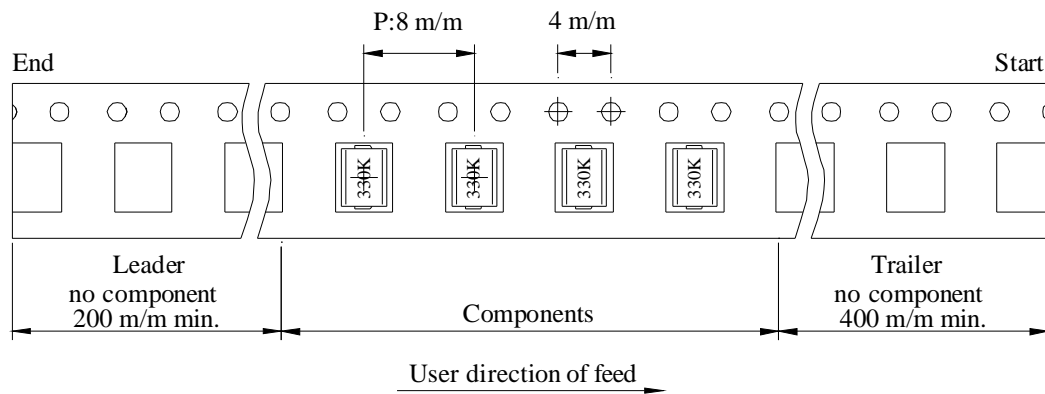 P:8 m/m
4 m/m
End
Start
330K
330K
330K
330K
Leader
no component
200 m/m min.
Components
Trailer
no component
400 m/m min.
User direction of feed